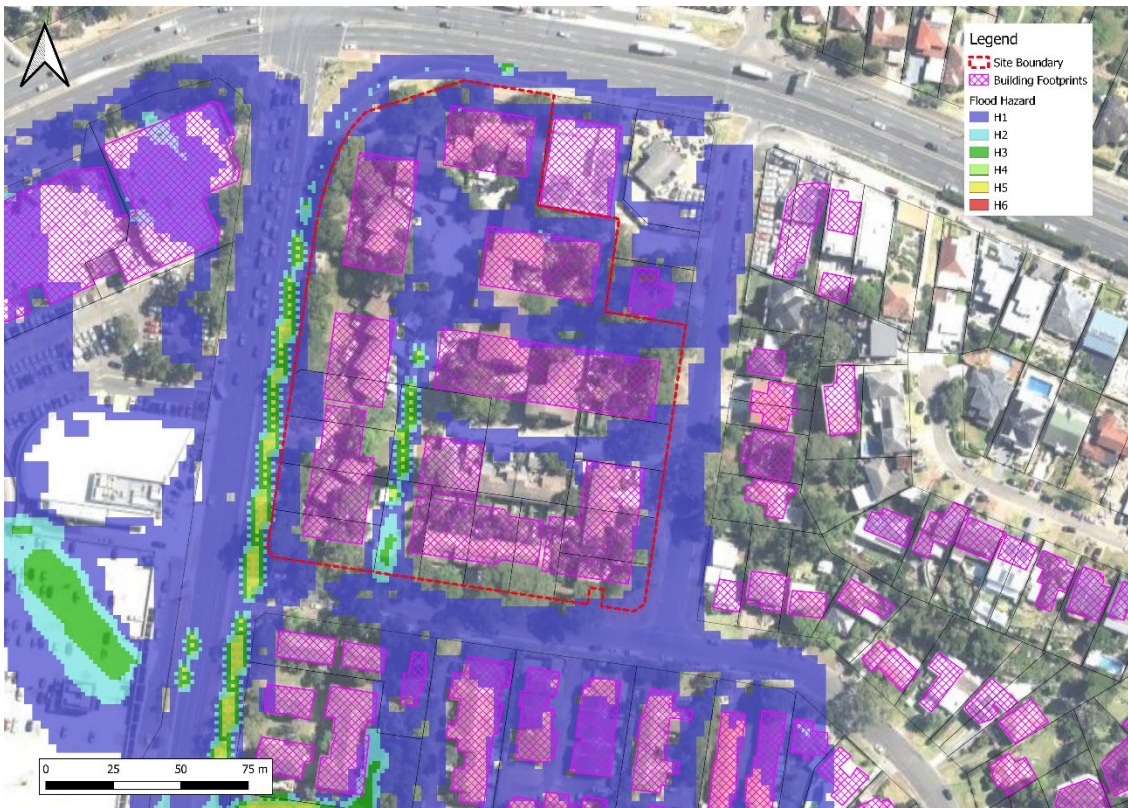 Legend
Site Boundary
Building Footprints
Flood Hazard
H1
H2
H3
H4
H5
H6
0 25 50 75 m